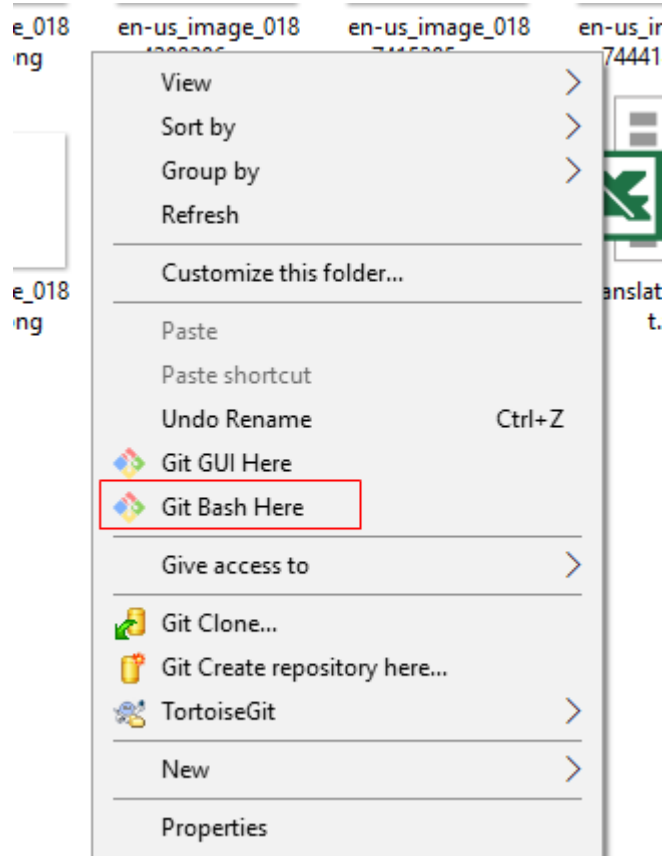 e_018 en-us_image_018 en-us_image_018 en-us_in
ng 74441
View
Sort by
Group by
Refresh
Customize this folder...
e_018 anslat
ng t.
Paste
Paste shortcut
Undo Rename Ctrl+Z
Git GUI Here
Git Bash Here
Give access to
Git Clone...
Git Create repository here...
TortoiseGit
New
Properties